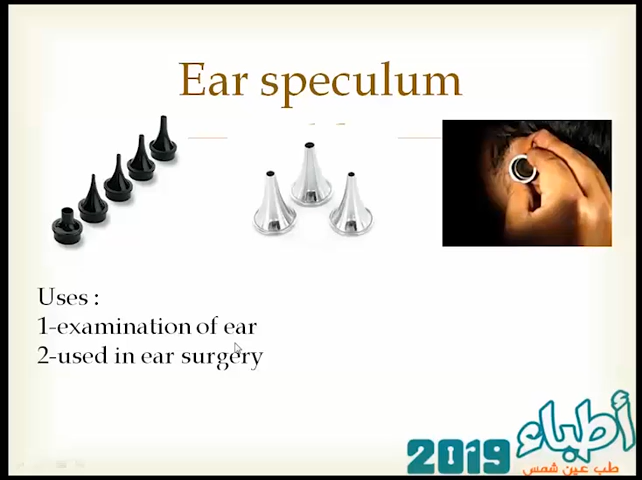 Ear speculum
Uses :
1-examination of ear
2-used in ear surgery
أطباء
2019
طب عين شمس